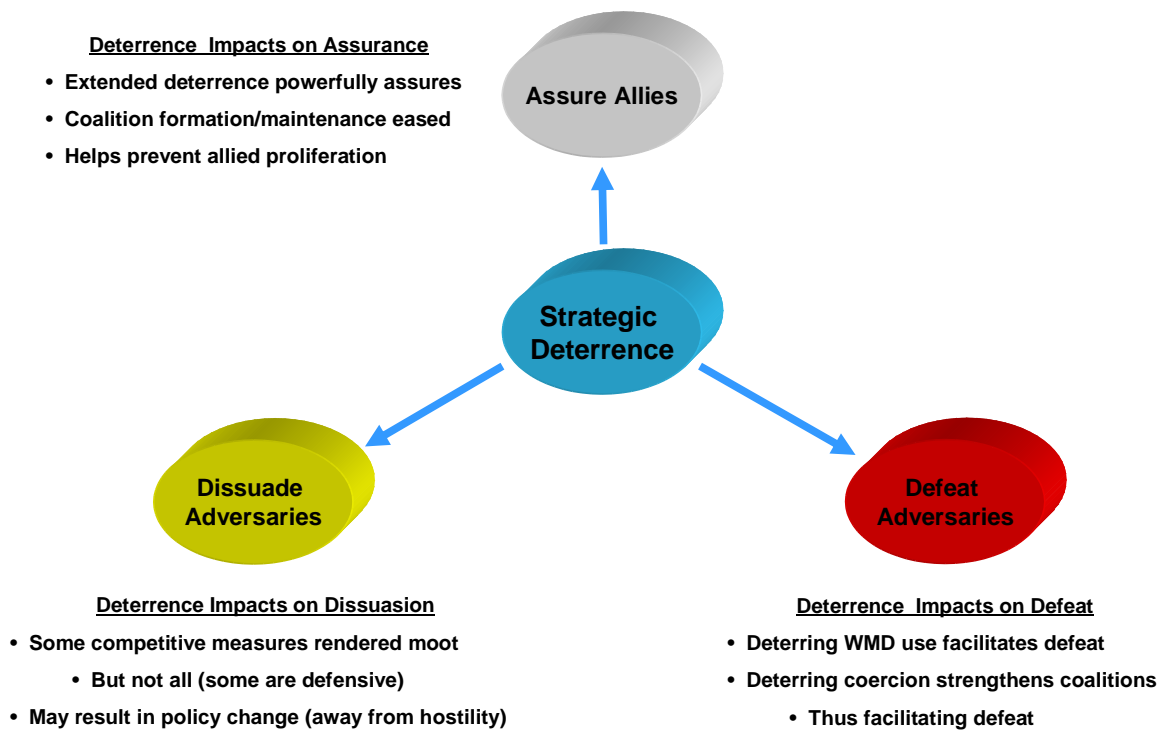 Deterrence Impacts on Assurance
• Extended deterrence powerfully assures
• Coalition formation/maintenance eased
• Helps prevent allied proliferation
Assure Allies
Strategic
Deterrence
Dissuade
Adversaries
Defeat
Adversaries
Deterrence Impacts on Dissuasion
• Some competitive measures rendered moot
• But not all (some are defensive)
• May result in policy change (away from hostility)
Deterrence Impacts on Defeat
• Deterring WMD use facilitates defeat
• Deterring coercion strengthens coalitions
• Thus facilitating defeat